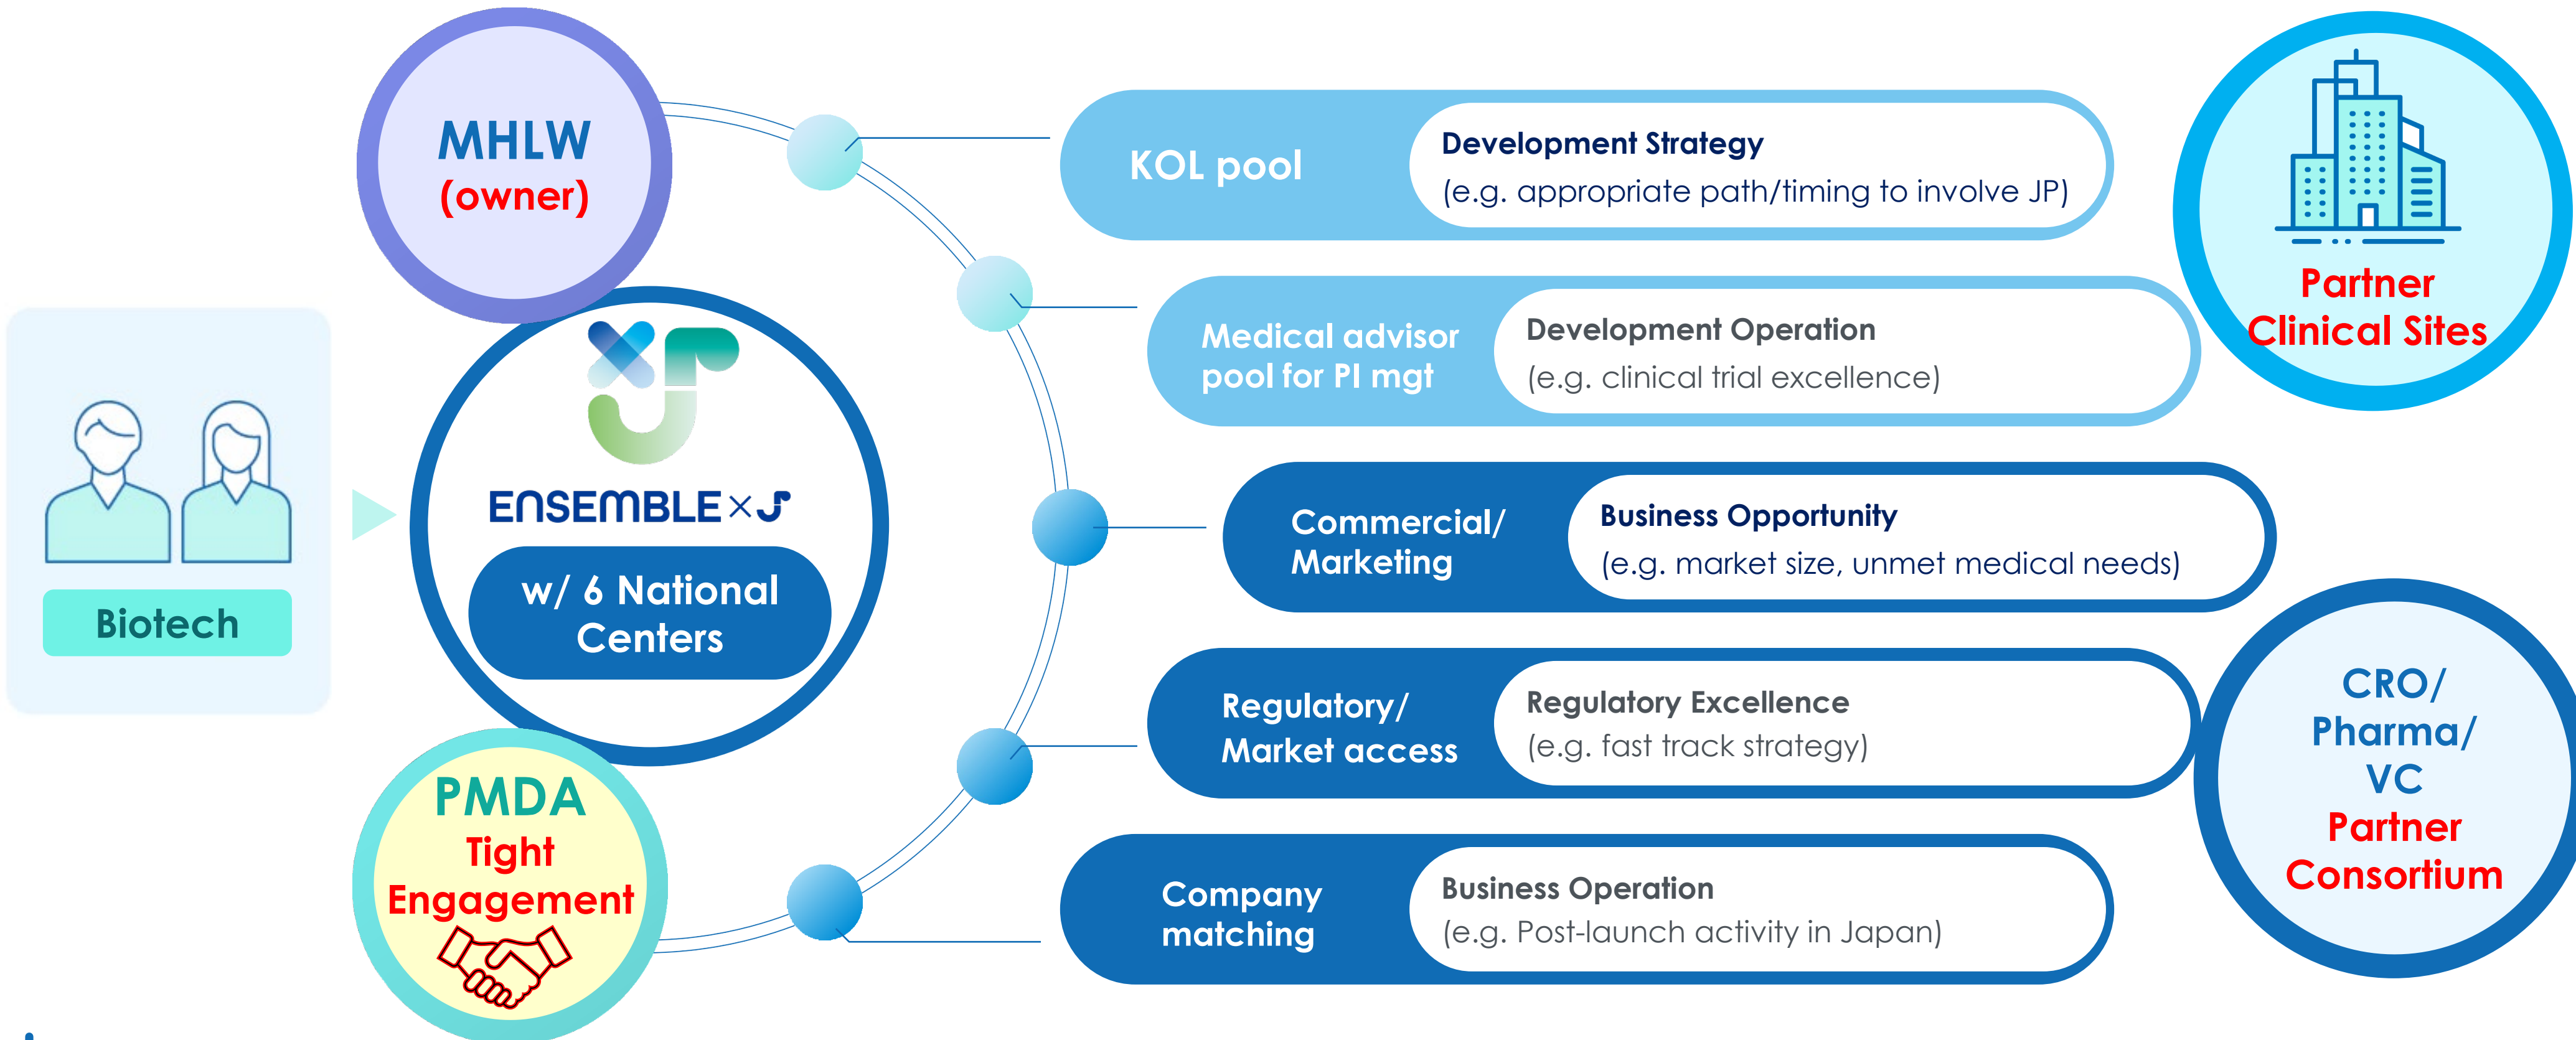 Biotech
MHLW
(owner)
ENSEMBLE×J
w/ 6 National
Centers
PMDA
Tight
Engagement
KOL pool
Development Strategy
(e.g. appropriate path/timing to involve JP)
Medical advisor
pool for PI mgt
Development Operation
(e.g. clinical trial excellence)
Commercial/
Marketing
Business Opportunity
(e.g. market size, unmet medical needs)
Regulatory/
Market access
Regulatory Excellence
(e.g. fast track strategy)
Company
matching
Business Operation
(e.g. Post-launch activity in Japan)
Partner
Clinical Sites
CRO/
Pharma/
VC
Partner
Consortium